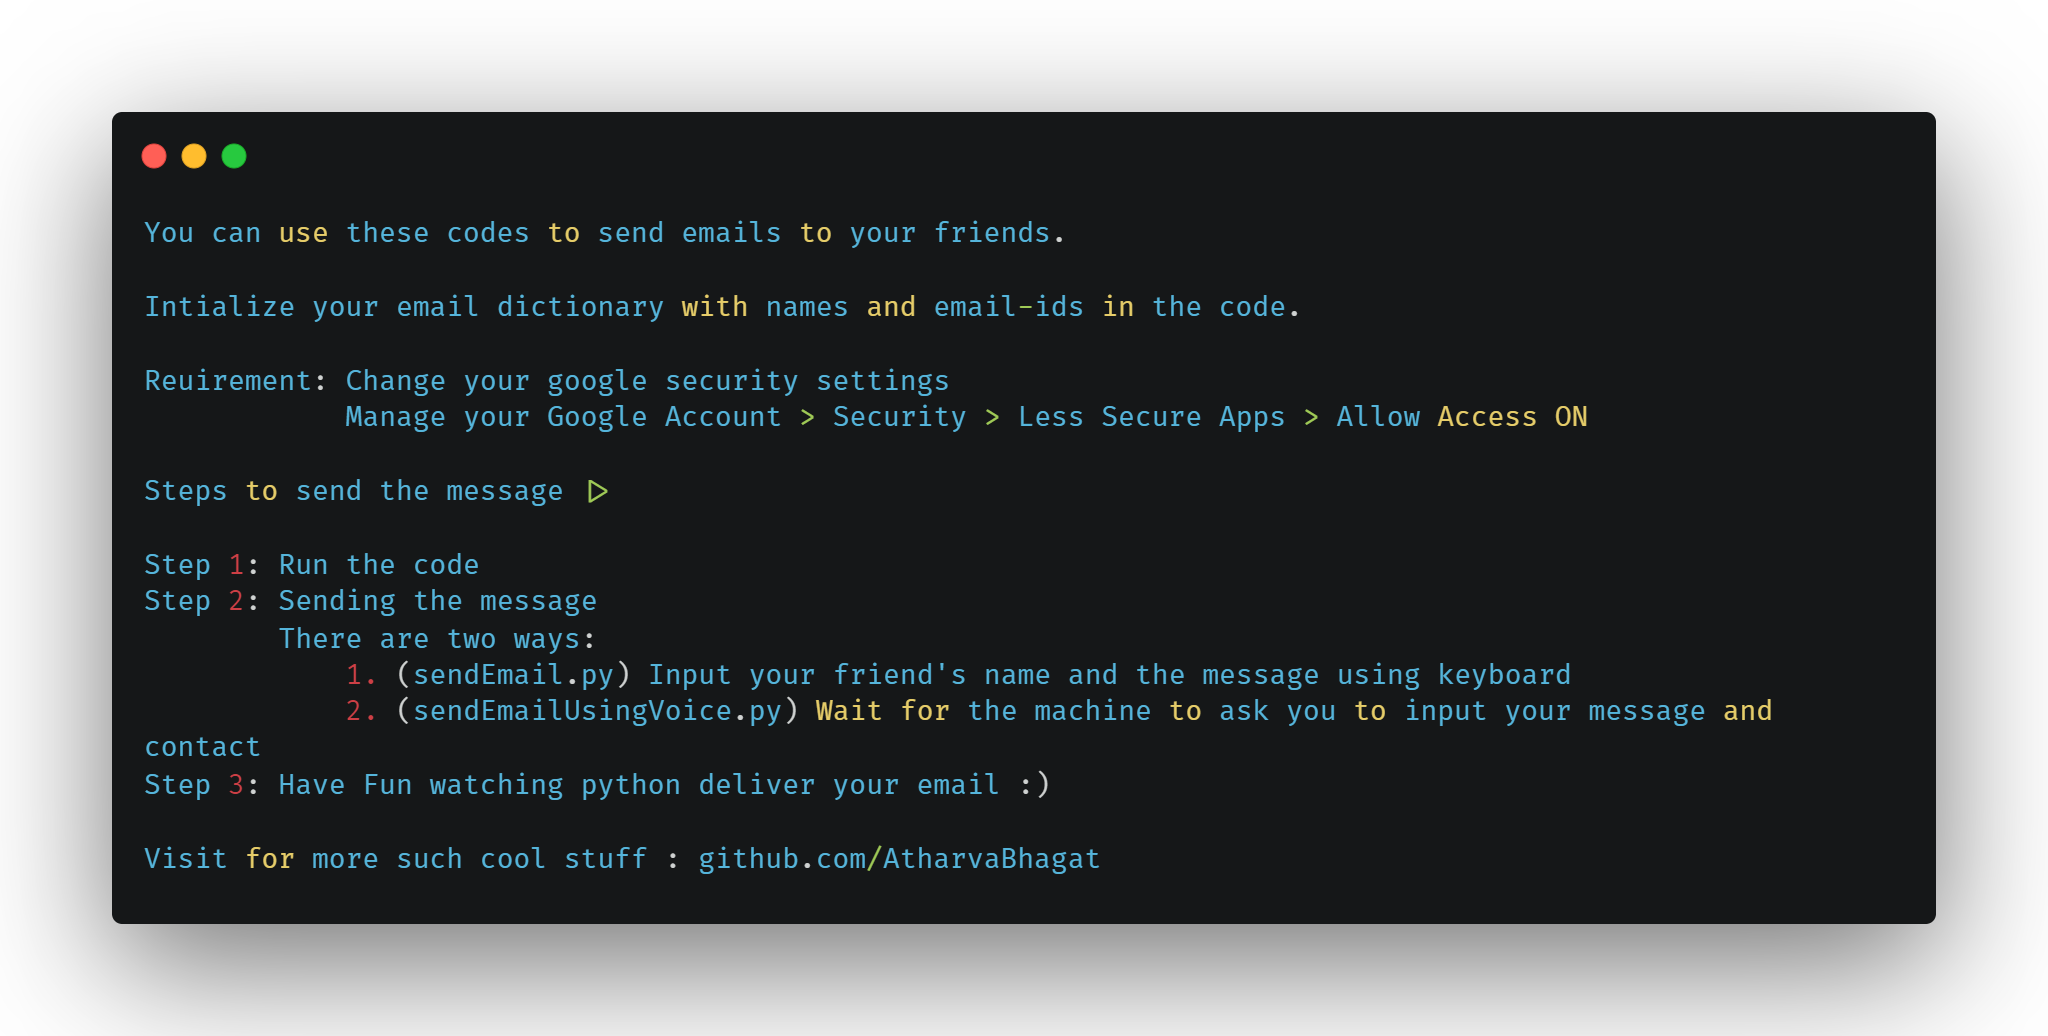 You can use these codes to send emails to your friends.
Intialize your email dictionary with names and email-ids in the code.
Reuirement: Change your google security settings
Manage your Google Account > Security > Less Secure Apps > Allow Access ON
Steps to send the message ▷
Step 1: Run the code
Step 2: Sending the message
There are two ways:
1. (sendEmail.py) Input your friend's name and the message using keyboard
2. (sendEmailUsingVoice.py) Wait for the machine to ask you to input your message and
contact
Step 3: Have Fun watching python deliver your email :)
Visit for more such cool stuff : github.com/AtharvaBhagat